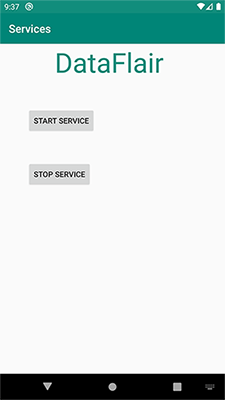 9:37
Services
DataFlair
START SERVICE
STOP SERVICE